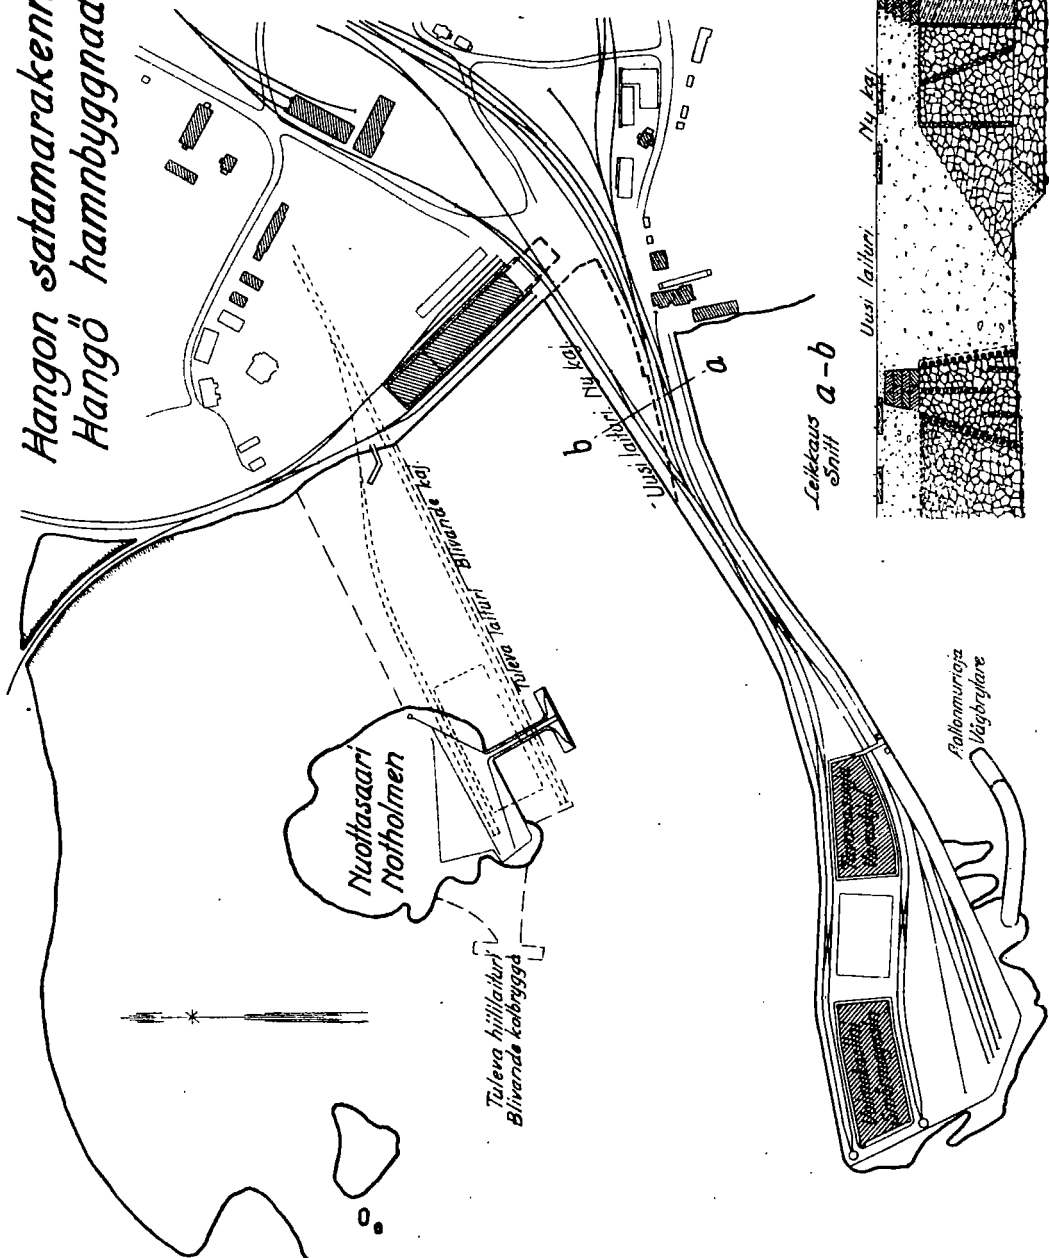 Hangon satamarakenn
Hangö hamnbyggnad
Uusi laituri. Ny kaj.
Uusi laituri. Ny kaj.
a
b
Leikkaus
Snitt
a-b
Tuleva laituri Blivande kaj
Nuottasaari
Notholmen
Tuleva hiililaituri
Blivande kolbrygga
Aallonmurtaja
Vågbrytare